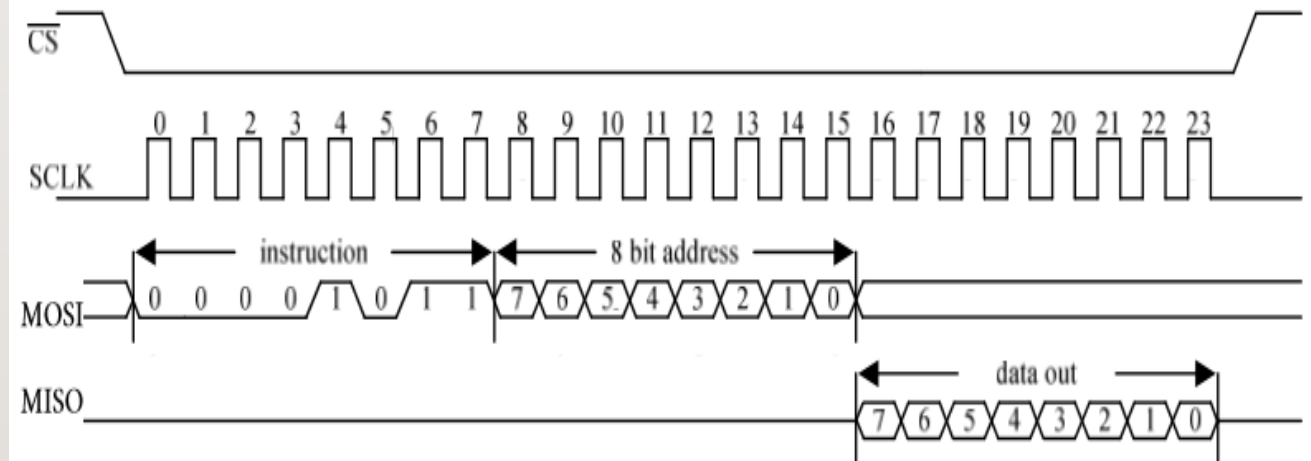 CS
0 1 2 3 4 5 6 7 8 9 10 11 12 13 14 15 16 17 18 19 20 21 22 23
SCLK
instruction 8 bit address
MOSI 0 0 0 0 1 0 1 1 7 6 5 4 3 2 1 0
data out
MISO 7 6 5 4 3 2 1 0